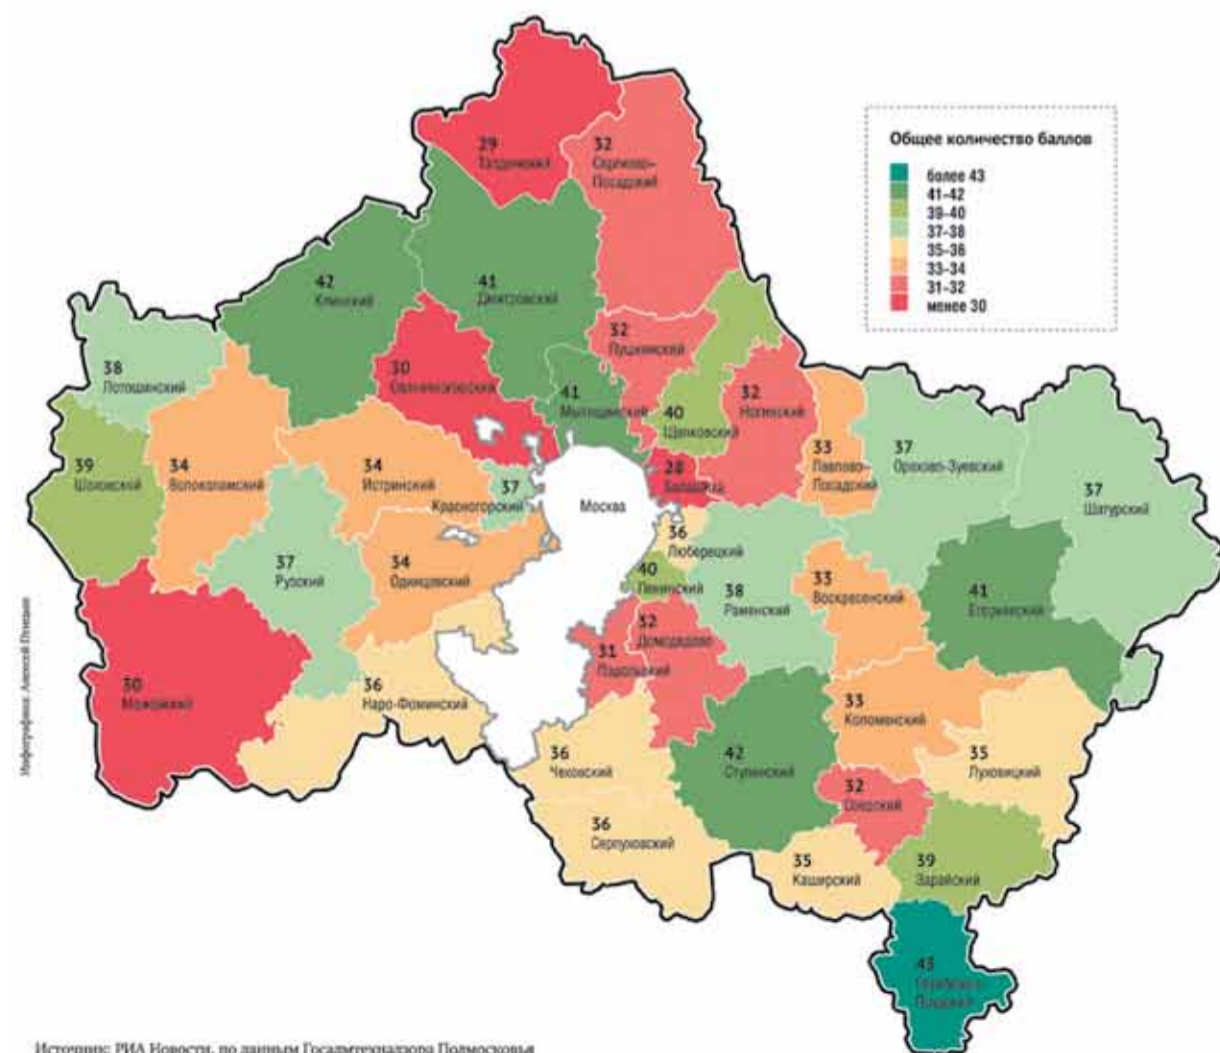 Общее количество баллов
более 43
41-42
39-40
37-38
35-36
33-34
31-32
менее 30
29
Талдомский
32
Сергиево-
Посадский
42
Клинский
41
Дмитровский
32
Пушкинский
38
Лотошинский
30
Солнечногорский
41
Мытищинский
40
Щелковский
32
Ногинский
33
Павлово-
Посадский
37
Орехово-Зуевский
39
Шаховской
34
Волоколамский
34
Истринский
37
Красногорский
28
Балашиха
Москва
37
Шатурский
36
Люберецкий
37
Рузский
34
Одинцовский
40
Ленинский
38
Раменский
33
Воскресенский
41
Егорьевский
32
Домодедово
31
Подольский
30
Можайский
36
Наро-Фоминский
33
Коломенский
36
Чеховский
42
Ступинский
35
Луховицкий
32
Озерский
36
Серпуховский
35
Каширский
39
Зарайский
43
Инфографика: Алексей
Источник: РИА Новости, по данным Госадмтехнадзора Подмосковья